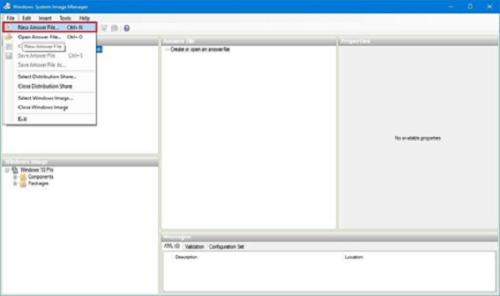 Windows System Image Manager
File Edit Insert Tools Help
New Answer File... Ctrl+N
Open Answer File... Ctrl+O
New Answer File...
Save Answer File Ctrl+S
Save Answer File As...
Select Distribution Share...
Close Distribution Share
Select Windows Image...
Close Windows Image
Exit
Answer File
Create or open an answer file
Properties
No available properties
Windows Image
Windows 10 Pro
Components
Packages
Messages
XML (0) Validation Configuration Set
Description Location